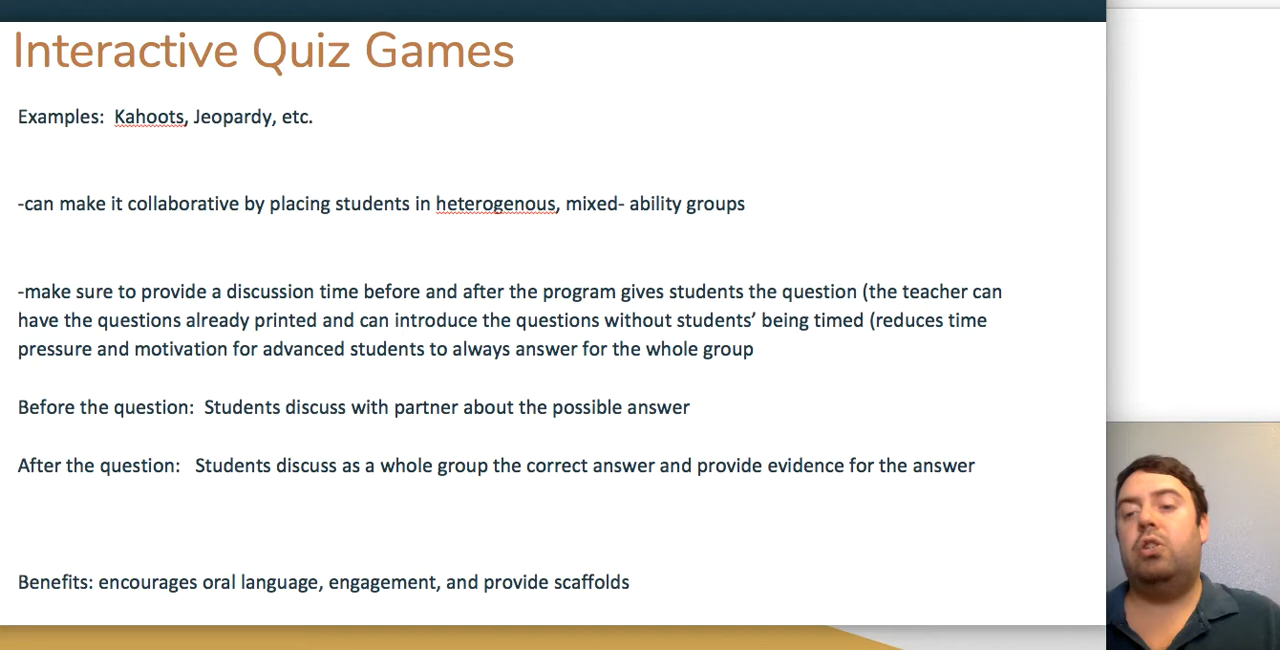 Interactive Quiz Games
Examples:  Kahoots, Jeopardy, etc.
-can make it collaborative by placing students in heterogenous, mixed- ability groups
-make sure to provide a discussion time before and after the program gives students the question (the teacher can
have the questions already printed and can introduce the questions without students’ being timed (reduces time
pressure and motivation for advanced students to always answer for the whole group
Before the question:  Students discuss with partner about the possible answer
After the question:   Students discuss as a whole group the correct answer and provide evidence for the answer
Benefits: encourages oral language, engagement, and provide scaffolds